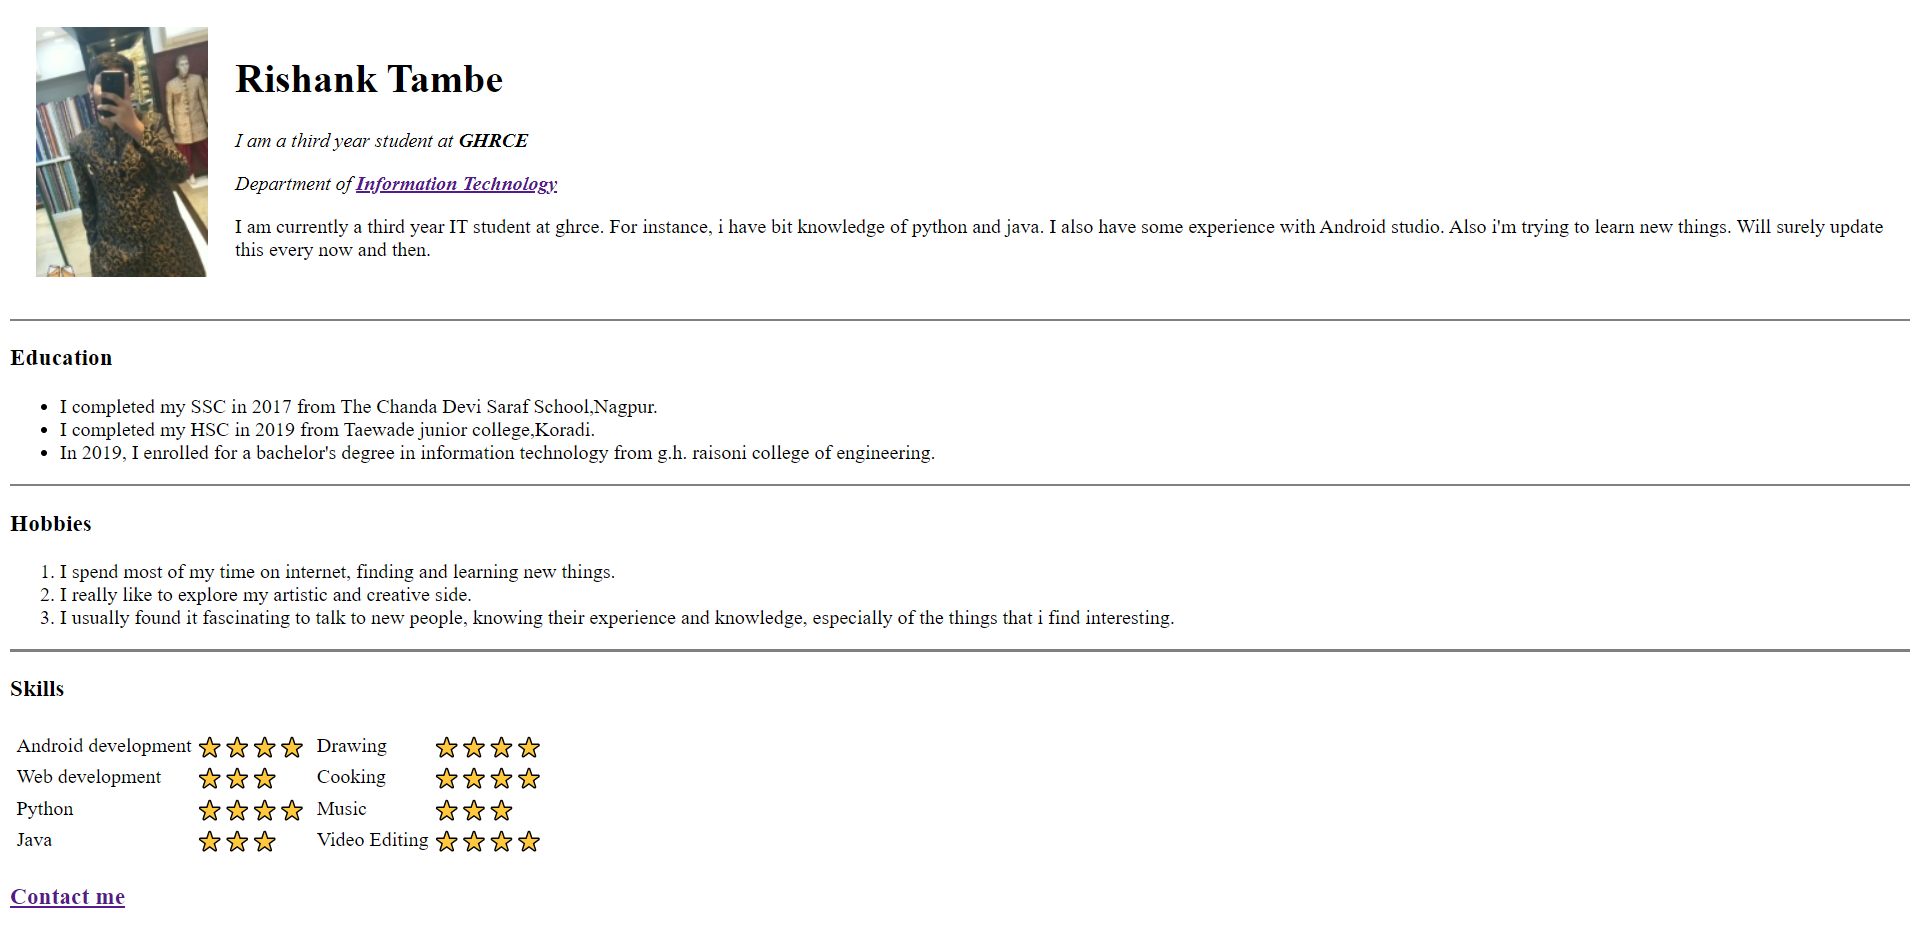 Rishank Tambe
I am a third year student at GHRCE
Department of Information Technology
I am currently a third year IT student at ghrce. For instance, i have bit knowledge of python and java. I also have some experience with Android studio. Also i'm trying to learn new things. Will surely update
this every now and then.
Education
• I completed my SSC in 2017 from The Chanda Devi Saraf School,Nagpur.
• I completed my HSC in 2019 from Taewade junior college,Koradi.
• In 2019, I enrolled for a bachelor's degree in information technology from g.h. raisoni college of engineering.
Hobbies
1. I spend most of my time on internet, finding and learning new things.
2. I really like to explore my artistic and creative side.
3. I usually found it fascinating to talk to new people, knowing their experience and knowledge, especially of the things that i find interesting.
Skills
Android development Drawing
Web development Cooking
Python Music
Java Video Editing
Contact me